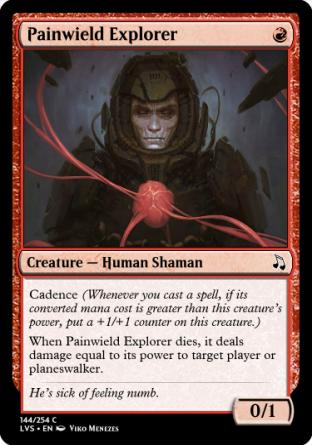 Painwield Explorer
Creature — Human Shaman
Cadence (Whenever you cast a spell, if its
converted mana cost is greater than this creature's
power, put a +1/+1 counter on this creature.)
When Painwield Explorer dies, it deals
damage equal to its power to target player or
planeswalker.
He's sick of feeling numb.
0/1
144/254 C
LVS • EN Viko Menezes